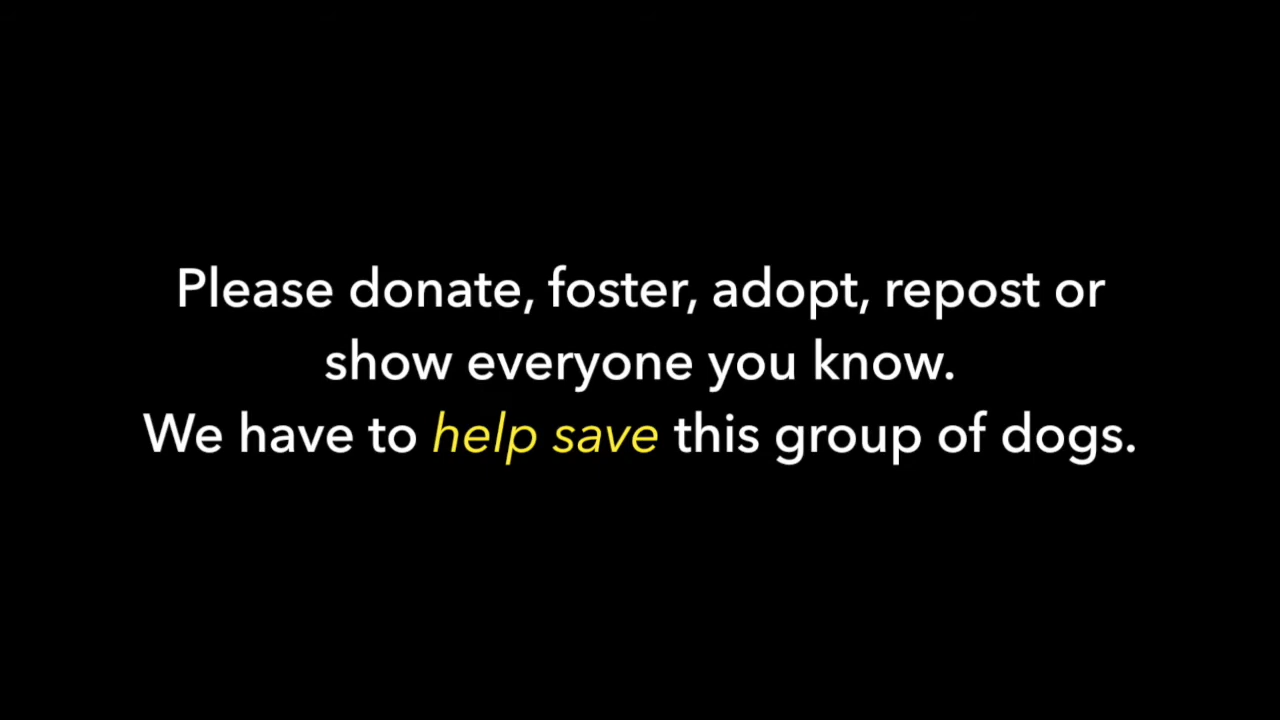 Please donate, foster, adopt, repost or
show everyone you know.
We have to help save this group of dogs.